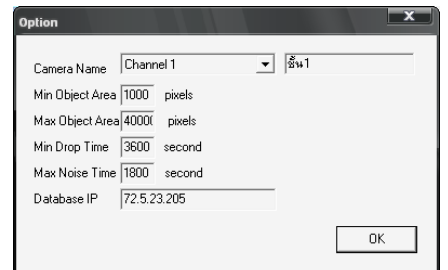 Option
Camera Name Channel 1 ชั้น1
Min Object Area 1000 pixels
Max Object Area 4000( pixels
Min Drop Time 3600 second
Max Noise Time 1800 second
Database IP 72.5.23.205
OK